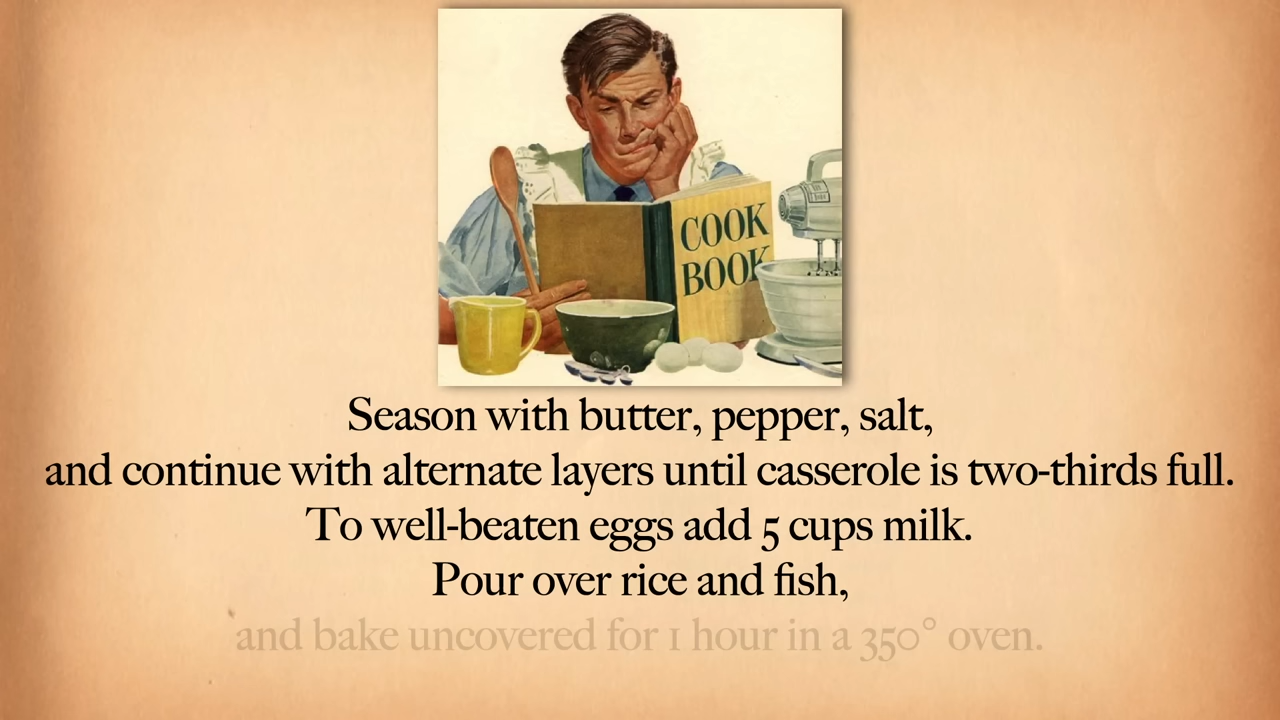 COOK
BOOK
Season with butter, pepper, salt,
and continue with alternate layers until casserole is two-thirds full.
To well-beaten eggs add 5 cups milk.
Pour over rice and fish,
and bake uncovered for 1 hour in a 350° oven.